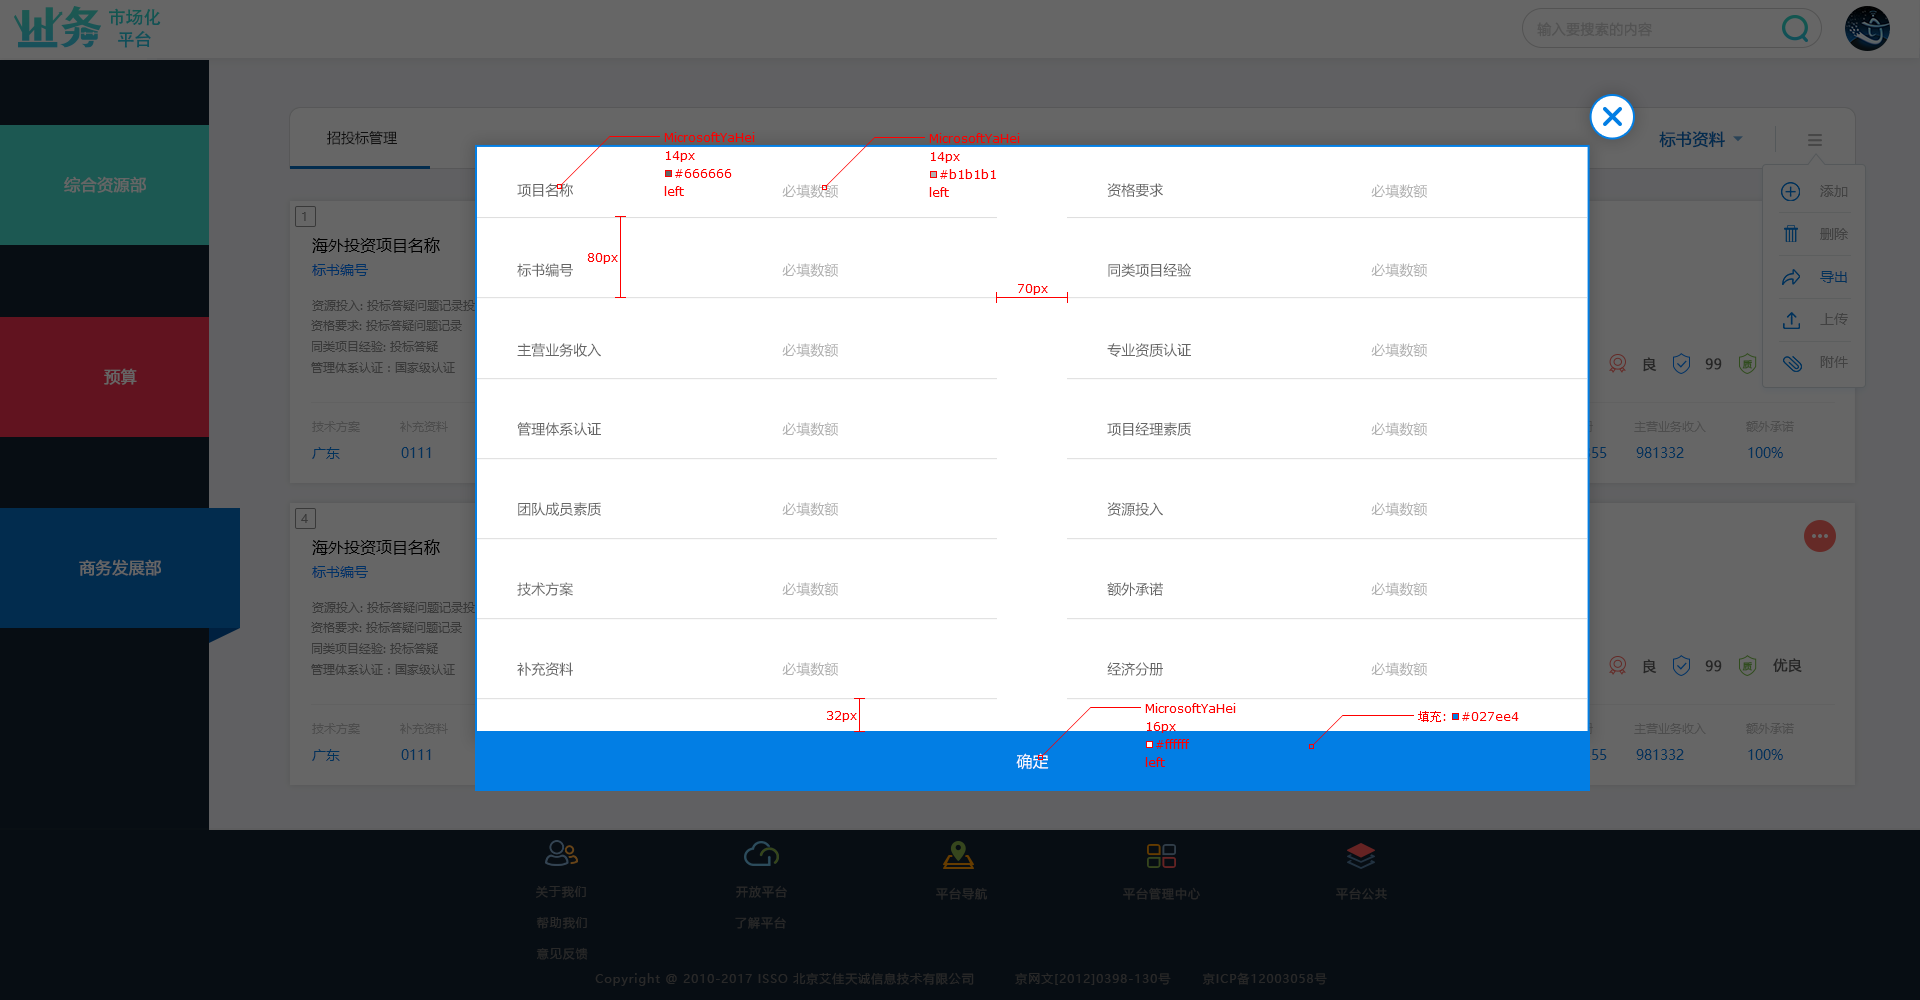 业务 市场化
平台
输入要搜索的内容
综合资源部
预算
商务发展部
招投标管理
标书资料
添加
删除
导出
上传
附件
1
海外投资项目名称
标书编号
资源投入: 投标答疑问题记录投
资格要求: 投标答疑问题记录
同类项目经验: 投标答疑
管理体系认证：国家级认证
技术方案 补充资料
广东 0111
良 99
主营业务收入 额外承诺
55 981332 100%
4
海外投资项目名称
标书编号
资源投入: 投标答疑问题记录投
资格要求: 投标答疑问题记录
同类项目经验: 投标答疑
管理体系认证：国家级认证
技术方案 补充资料
广东 0111
良 99 优良
主营业务收入 额外承诺
55 981332 100%
MicrosoftYaHei
14px
#666666
left
MicrosoftYaHei
14px
#b1b1b1
left
项目名称 必填数额 资格要求 必填数额
80px
标书编号 必填数额 同类项目经验 必填数额
70px
主营业务收入 必填数额 专业资质认证 必填数额
管理体系认证 必填数额 项目经理素质 必填数额
团队成员素质 必填数额 资源投入 必填数额
技术方案 必填数额 额外承诺 必填数额
补充资料 必填数额 经济分册 必填数额
32px
MicrosoftYaHei
16px
#ffffff
left
填充: #027ee4
确定
关于我们 开放平台 平台导航 平台管理中心 平台公共
帮助我们 了解平台
意见反馈
Copyright @ 2010-2017 ISSO 北京艾佳天诚信息技术有限公司 京网文[2012]0398-130号 京ICP备12003058号